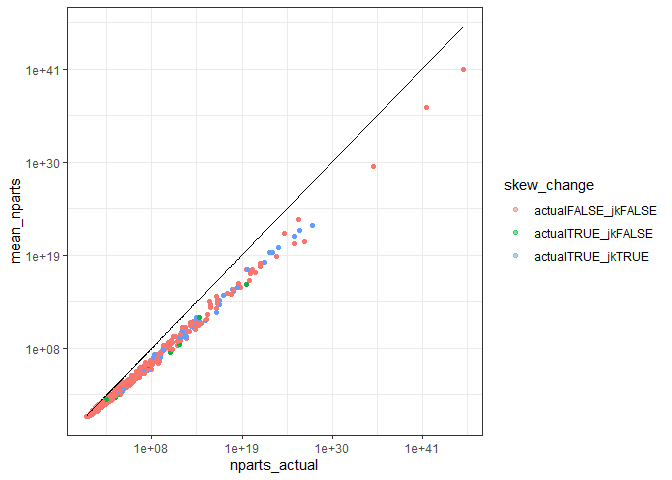 1e+41
1e+30
1e+19
1e+08
mean_nparts
1e+08 1e+19 1e+30 1e+41
nparts_actual
skew_change
actualFALSE_jkFALSE
actualTRUE_jkFALSE
actualTRUE_jkTRUE